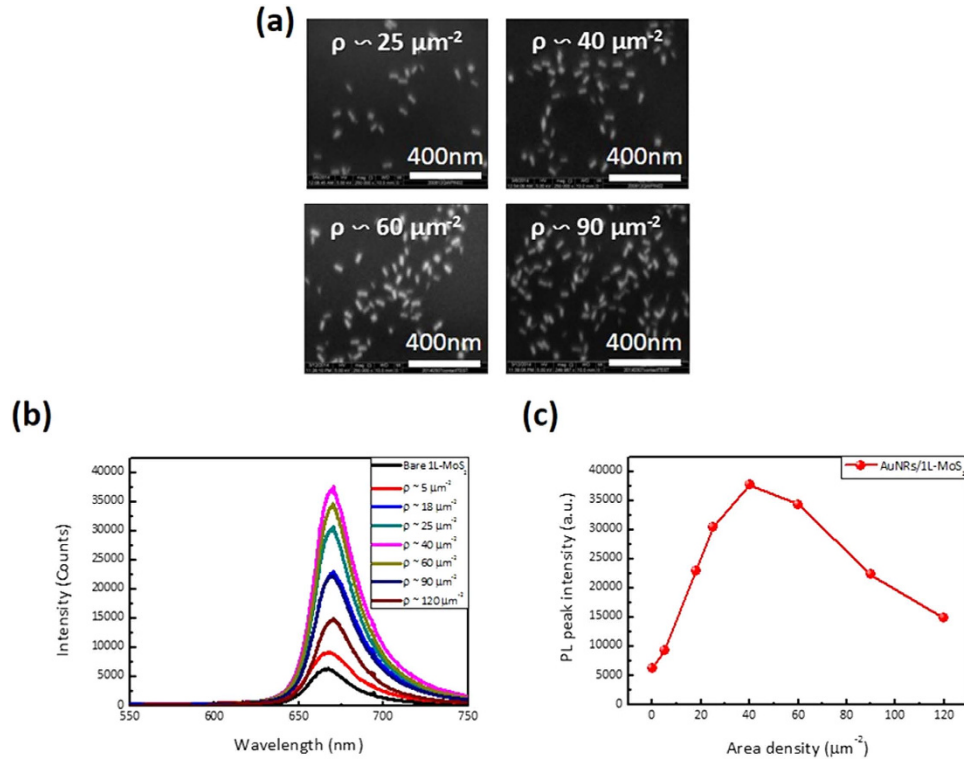 (a)
ρ ∽ 25 μm-2
400nm
ρ ∽ 40 μm-2
400nm
ρ ∽ 60 μm-2
400nm
ρ ∽ 90 μm-2
400nm
(b)
40000
35000
30000
25000
20000
15000
10000
5000
0
550
600
650
700
750
Intensity (Counts)
Wavelength (nm)
Bare 1L-MoS2
ρ ~ 5 μm-2
ρ ~ 18 μm-2
ρ ~ 25 μm-2
ρ ~ 40 μm-2
ρ ~ 60 μm-2
ρ ~ 90 μm-2
ρ ~ 120 μm-2
(c)
40000
35000
30000
25000
20000
15000
10000
5000
0
0
20
40
60
80
100
120
PL peak intensity (a.u.)
Area density (μm-2)
AuNRs/1L-MoS2